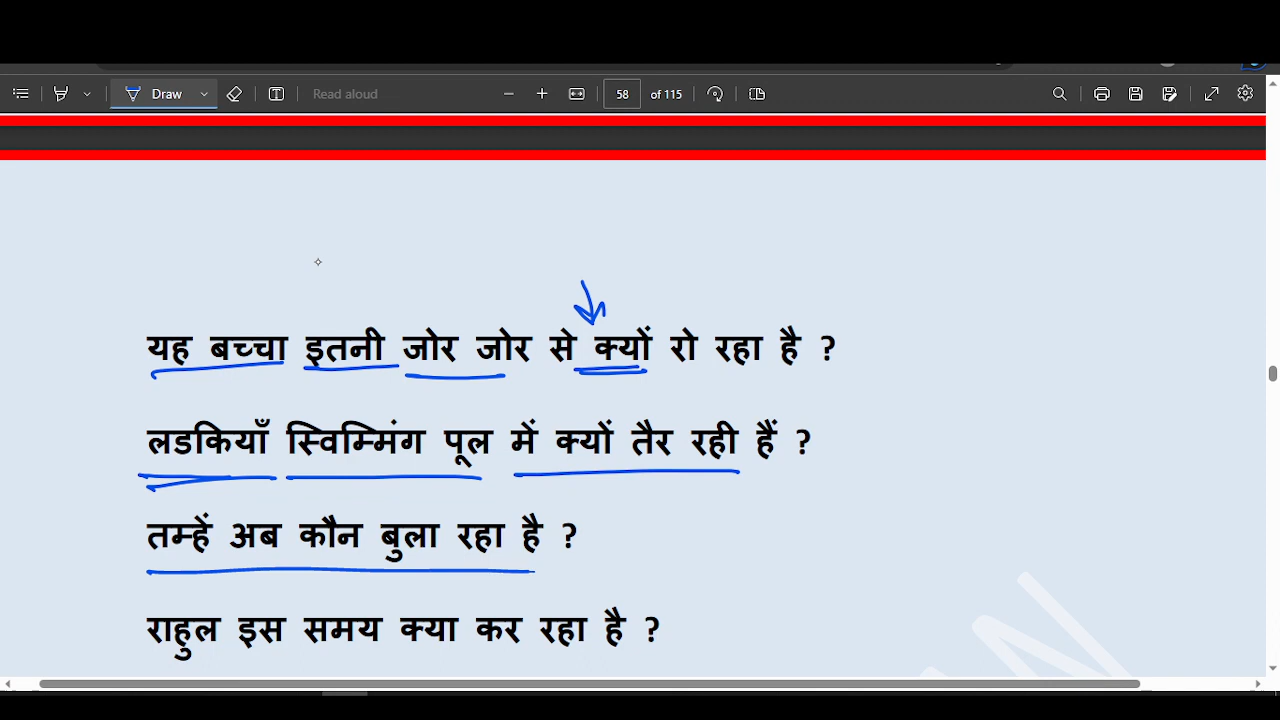 Draw Read aloud 58 of 115
यह बच्चा इतनी जोर जोर से क्यों रो रहा है ?
लडकियाँ स्विम्मिंग पूल में क्यों तैर रही हैं ?
तम्हें अब कौन बुला रहा है ?
राहुल इस समय क्या कर रहा है ?